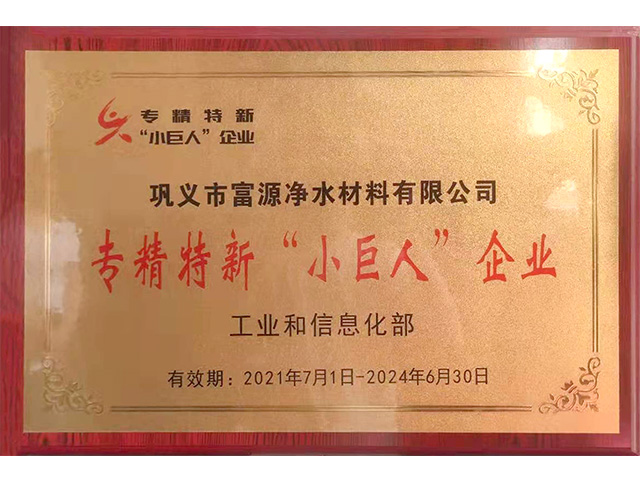 专精特新
“小巨人”企业
巩义市富源净水材料有限公司
专精特新“小巨人”企业
工业和信息化部
有效期：2021年7月1日-2024年6月30日